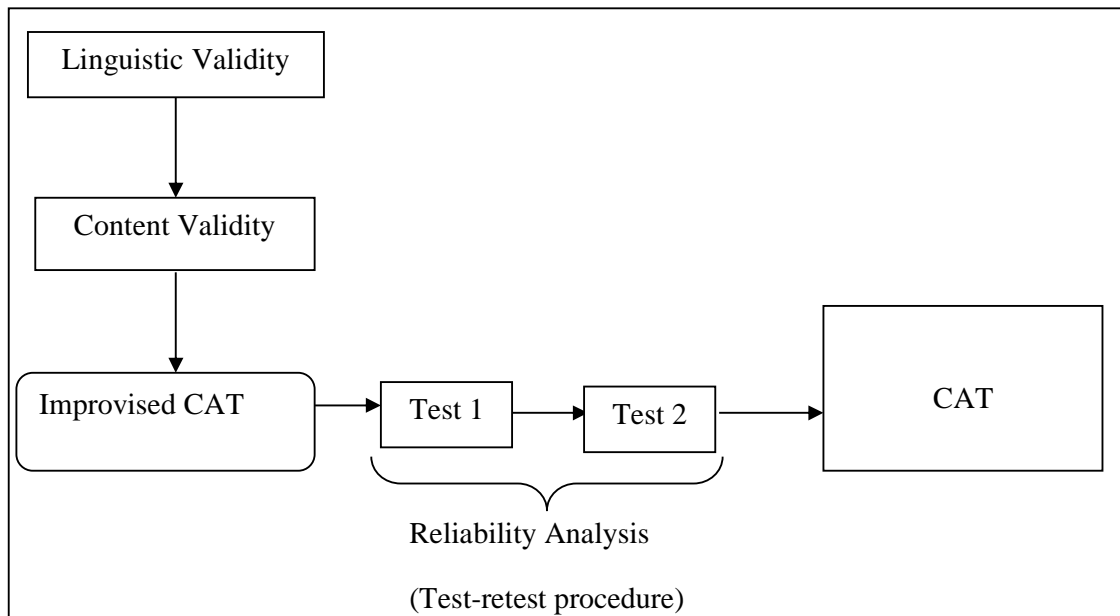 Linguistic Validity
Content Validity
Improvised CAT
Test 1
Test 2
CAT
Reliability Analysis
(Test-retest procedure)